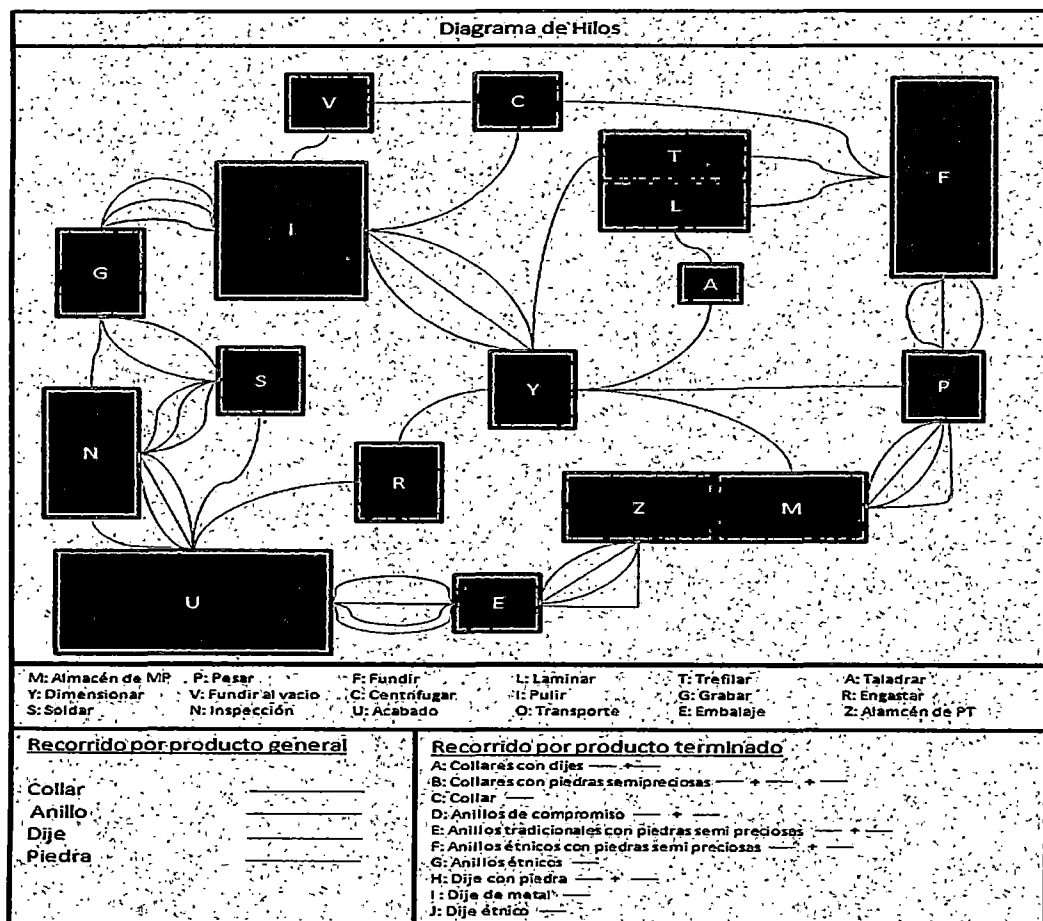 Diagrama de Hilos
V
C
F
T
I
L
G
A
S
Y
P
N
R
Z
M
U
E
M: Almacén de MP P: Pesar F: Fundir L: Laminar T: Trefilar A: Taladrar
Y: Dimensionar V: Fundir al vacio C: Centrifugar I: Pulir G: Grabar R: Engastar
S: Soldar N: Inspección U: Acabado O: Transporte E: Embalaje Z: Alamcén de PT
Recorrido por producto general
Collar
Anillo
Dije
Piedra
Recorrido por producto terminado
A: Collares con dijes — + —
B: Collares con piedras semipreciosas — + — + —
C: Collar —
D: Anillos de compromiso — + —
E: Anillos tradicionales con piedras semi preciosas — + —
F: Anillos étnicos con piedras semi preciosas — + —
G: Anillos étnicos —
H: Dije con piedra — + —
I: Dije de metal —
J: Dije étnico —